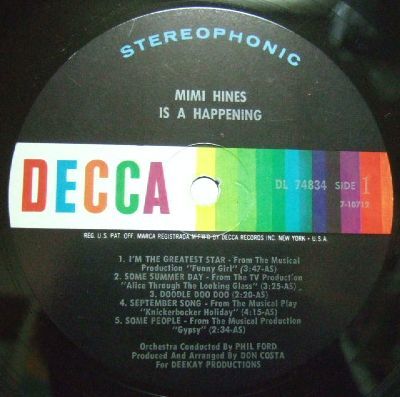 STEREOPHONIC
MIMI HINES
IS A HAPPENING
DECCA
DL 74834 SIDE 1
7-10712
REG. U.S. PAT. OFF. MARCA REGISTRADA M'F'D BY DECCA RECORDS INC. NEW YORK • U.S.A.
1. I'M THE GREATEST STAR - From The Musical
Production "Funny Girl" (3:47-AS)
2. SOME SUMMER DAY - From The TV Production
"Alice Through The Looking Glass" (3:25-AS)
3. DOODLE DOO DOO (2:20-AS)
4. SEPTEMBER SONG - From The Musical Play
"Knickerbocker Holiday" (4:15-AS)
5. SOME PEOPLE - From The Musical Production
"Gypsy" (2:34-AS)
Orchestra Conducted By PHIL FORD
Produced And Arranged By DON COSTA
For DEEKAY PRODUCTIONS